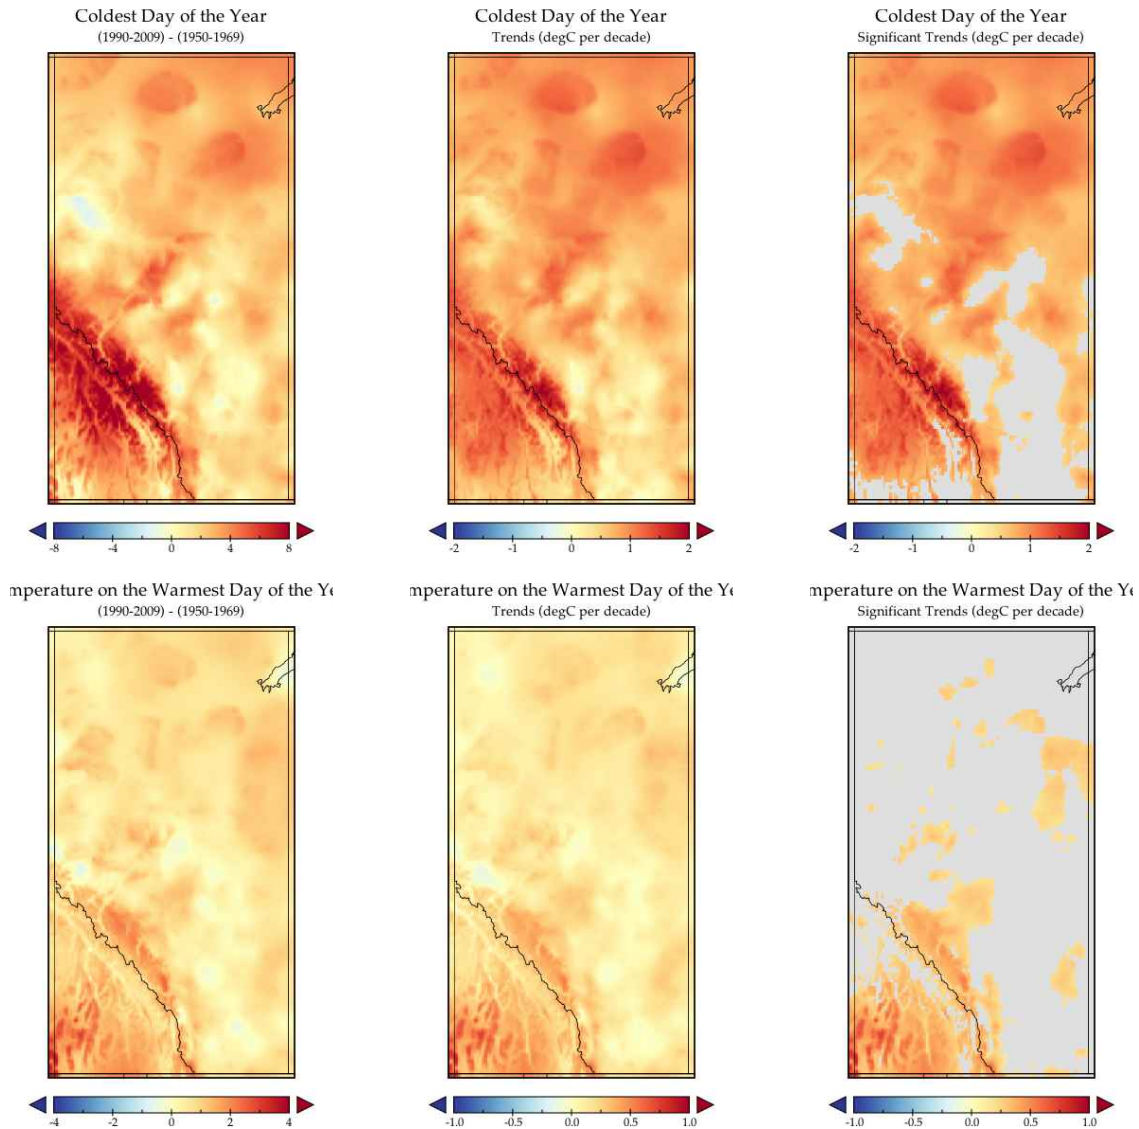 Coldest Day of the Year
(1990-2009) - (1950-1969)
Coldest Day of the Year
Trends (degC per decade)
Coldest Day of the Year
Significant Trends (degC per decade)
-8 -4 0 4 8
-2 -1 0 1 2
-2 -1 0 1 2
mperature on the Warmest Day of the Ye
(1990-2009) - (1950-1969)
mperature on the Warmest Day of the Ye
Trends (degC per decade)
mperature on the Warmest Day of the Ye
Significant Trends (degC per decade)
-4 -2 0 2 4
-1.0 -0.5 0.0 0.5 1.0
-1.0 -0.5 0.0 0.5 1.0